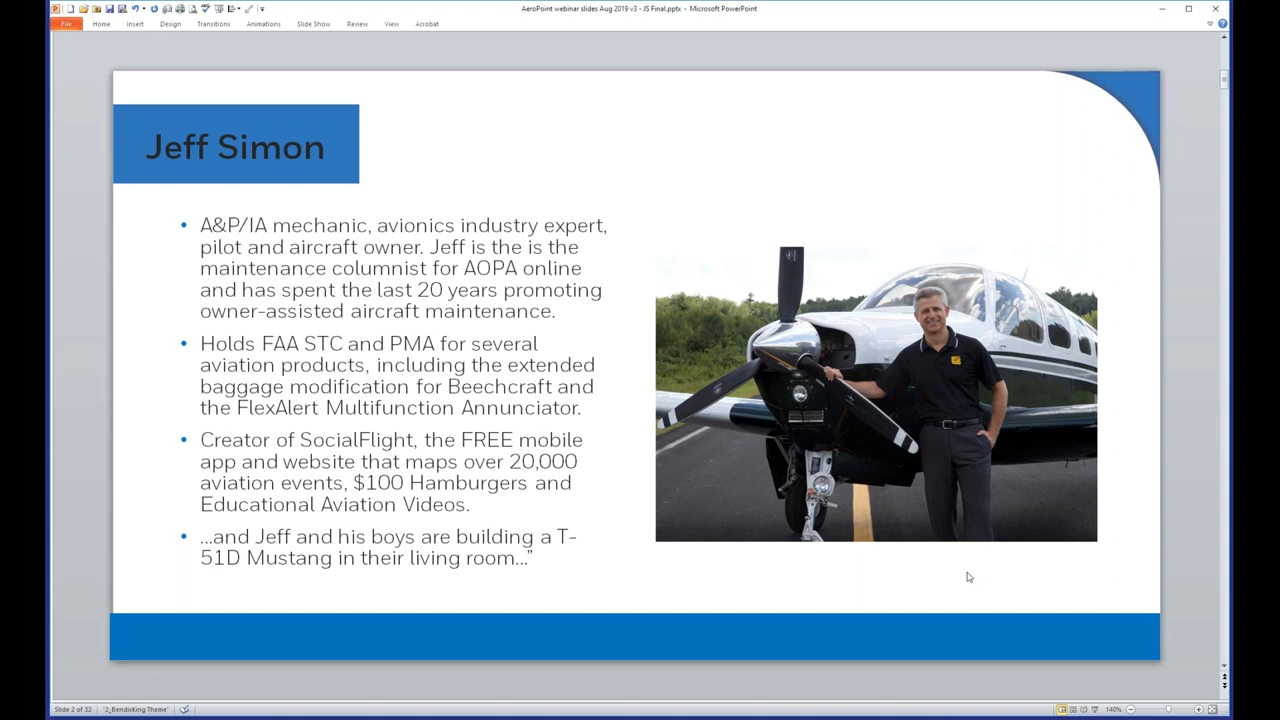 AeroPoint webinar slides Aug 2019 v3 - JS Final.pptx - Microsoft PowerPoint
File Home Insert Design Transitions Animations Slide Show Review View Acrobat
Jeff Simon
• A&P/IA mechanic, avionics industry expert,
pilot and aircraft owner. Jeff is the is the
maintenance columnist for AOPA online
and has spent the last 20 years promoting
owner-assisted aircraft maintenance.
• Holds FAA STC and PMA for several
aviation products, including the extended
baggage modification for Beechcraft and
the FlexAlert Multifunction Annunciator.
• Creator of SocialFlight, the FREE mobile
app and website that maps over 20,000
aviation events, $100 Hamburgers and
Educational Aviation Videos.
• ...and Jeff and his boys are building a T-
51D Mustang in their living room...”
Slide 2 of 32 "2_BendixKing Theme" 140%